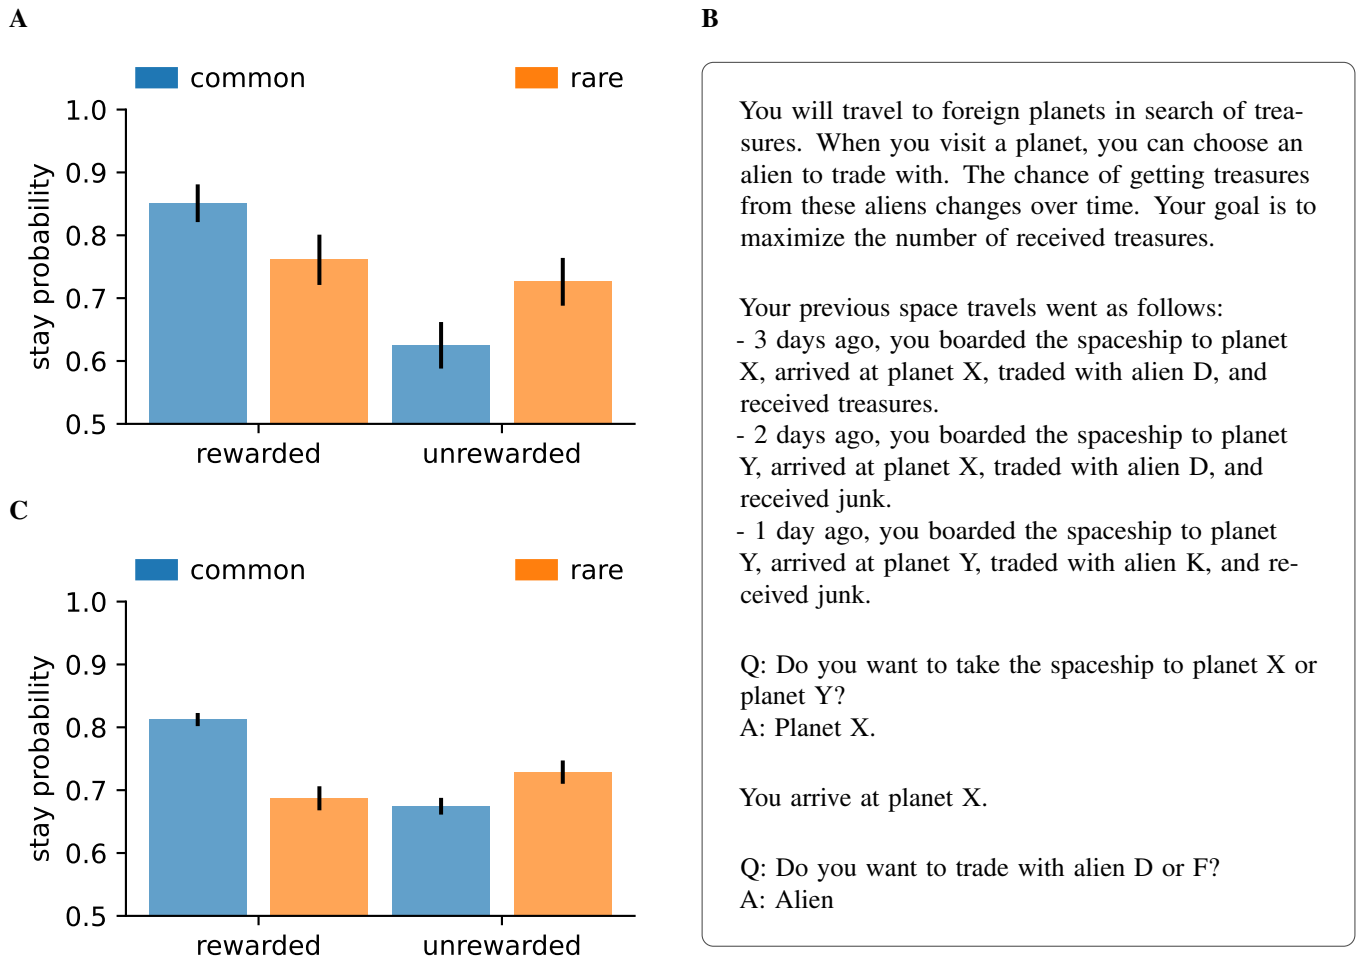 A
common
rare
1.0
0.9
0.8
0.7
0.6
0.5
stay probability
rewarded
unrewarded
B
You will travel to foreign planets in search of trea-
sures. When you visit a planet, you can choose an
alien to trade with. The chance of getting treasures
from these aliens changes over time. Your goal is to
maximize the number of received treasures.
Your previous space travels went as follows:
- 3 days ago, you boarded the spaceship to planet
X, arrived at planet X, traded with alien D, and
received treasures.
- 2 days ago, you boarded the spaceship to planet
Y, arrived at planet X, traded with alien D, and
received junk.
- 1 day ago, you boarded the spaceship to planet
Y, arrived at planet Y, traded with alien K, and re-
ceived junk.
Q: Do you want to take the spaceship to planet X or
planet Y?
A: Planet X.
You arrive at planet X.
Q: Do you want to trade with alien D or F?
A: Alien
C
common
rare
1.0
0.9
0.8
0.7
0.6
0.5
stay probability
rewarded
unrewarded